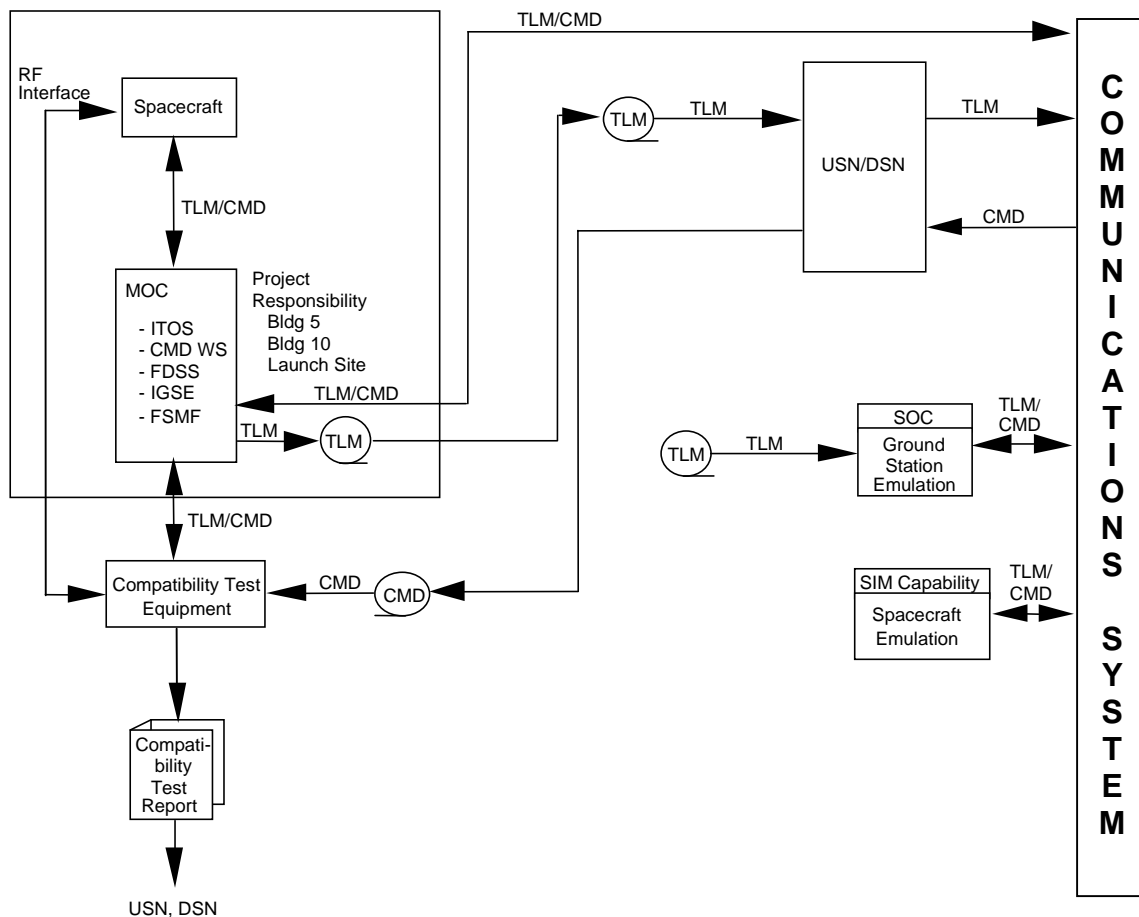 TLM/CMD
RF
Interface
Spacecraft
TLM/CMD
MOC
- ITOS
- CMD WS
- FDSS
- IGSE
- FSMF
Project
Responsibility
Bldg 5
Bldg 10
Launch Site
TLM/CMD
TLM
TLM
TLM
TLM
USN/DSN
TLM
CMD
TLM
TLM
SOC
Ground
Station
Emulation
TLM/
CMD
TLM/CMD
Compatibility Test
Equipment
CMD
CMD
SIM Capability
Spacecraft
Emulation
TLM/
CMD
Compati-
bility
Test
Report
USN, DSN
COMMUNICATIONS SYSTEM